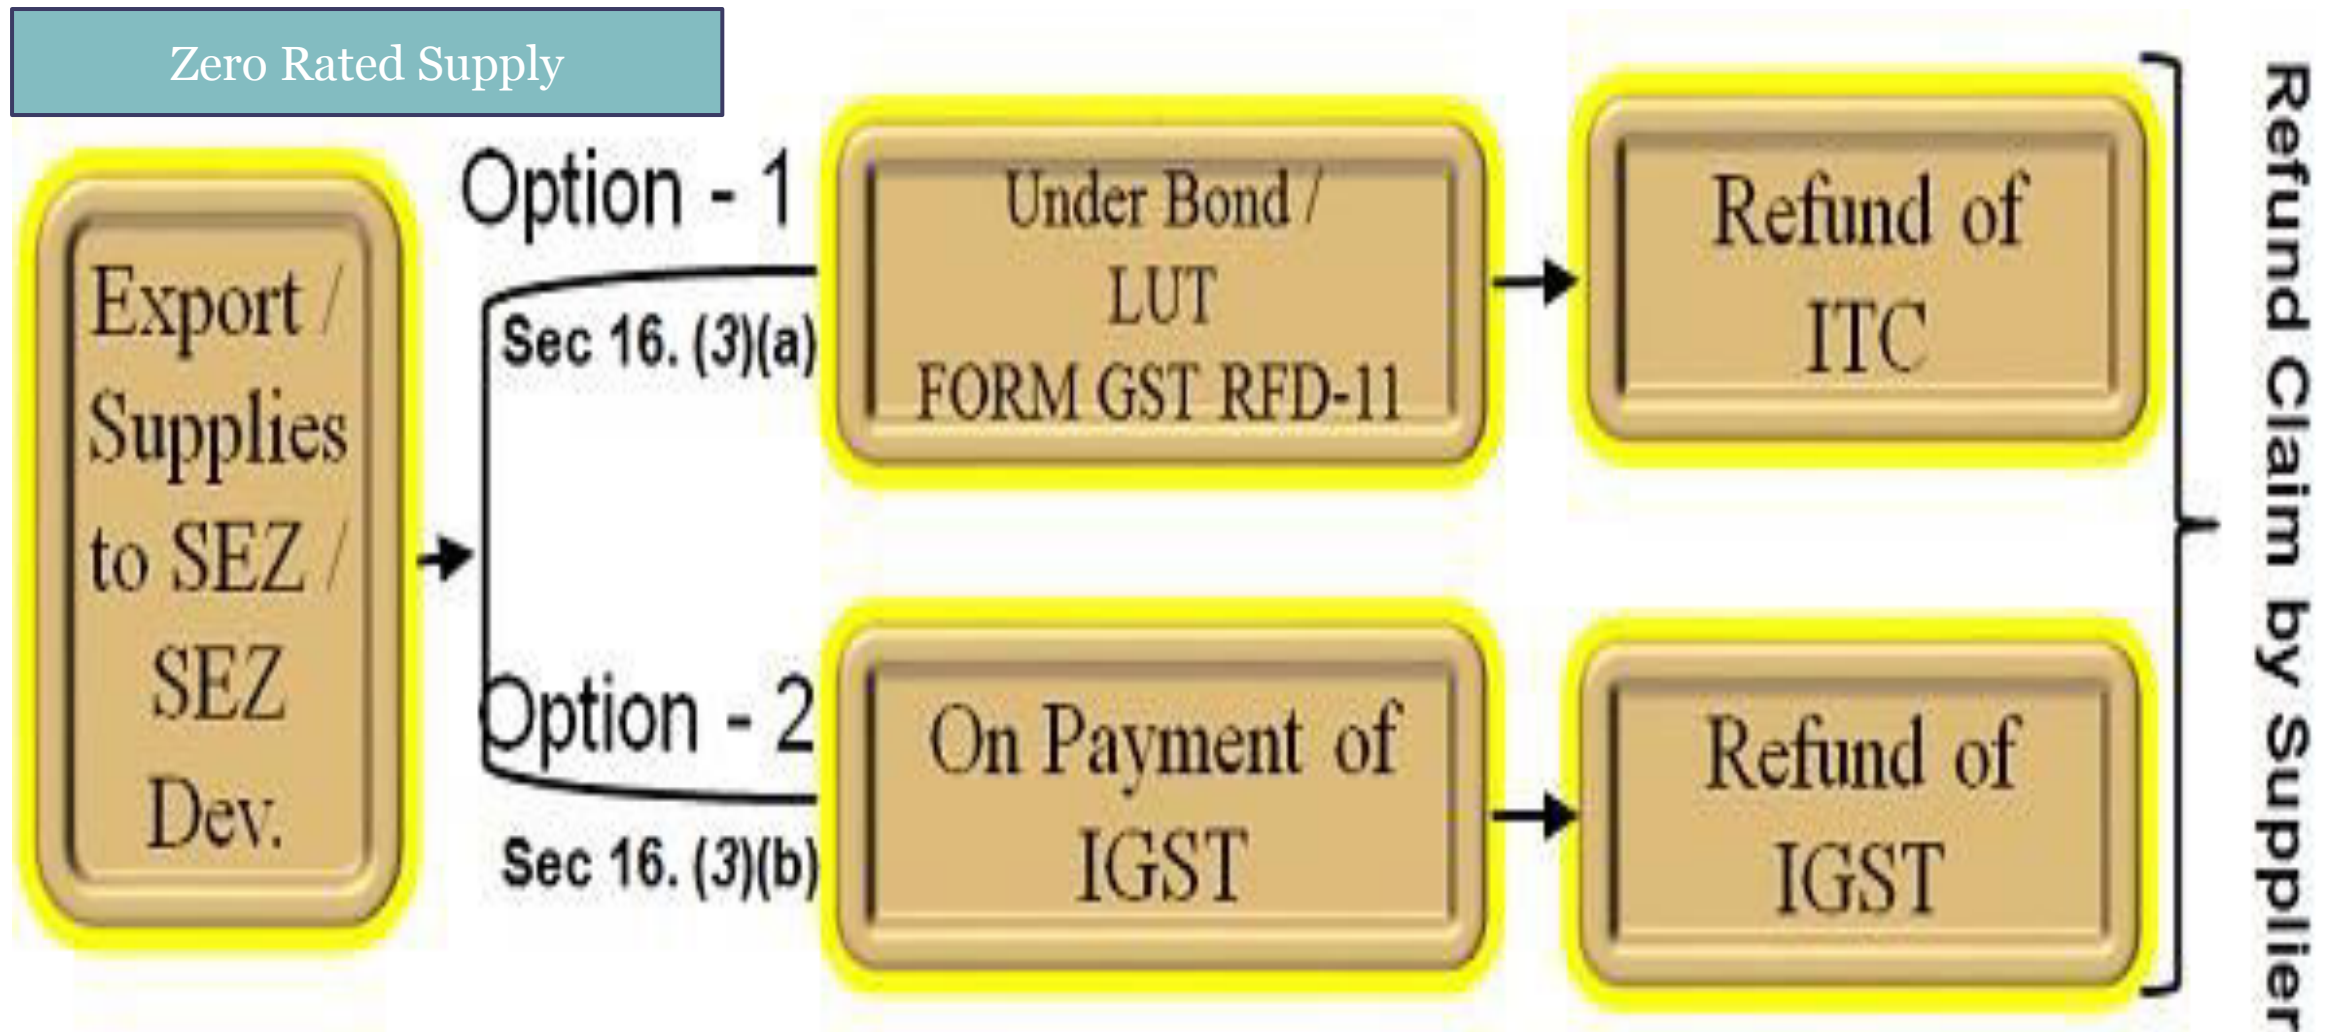 Zero Rated Supply
Export /
Supplies
to SEZ /
SEZ
Dev.
Option - 1
Sec 16. (3)(a)
Under Bond /
LUT
FORM GST RFD-11
Refund of
ITC
Option - 2
Sec 16. (3)(b)
On Payment of
IGST
Refund of
IGST
Refund Claim by Supplier